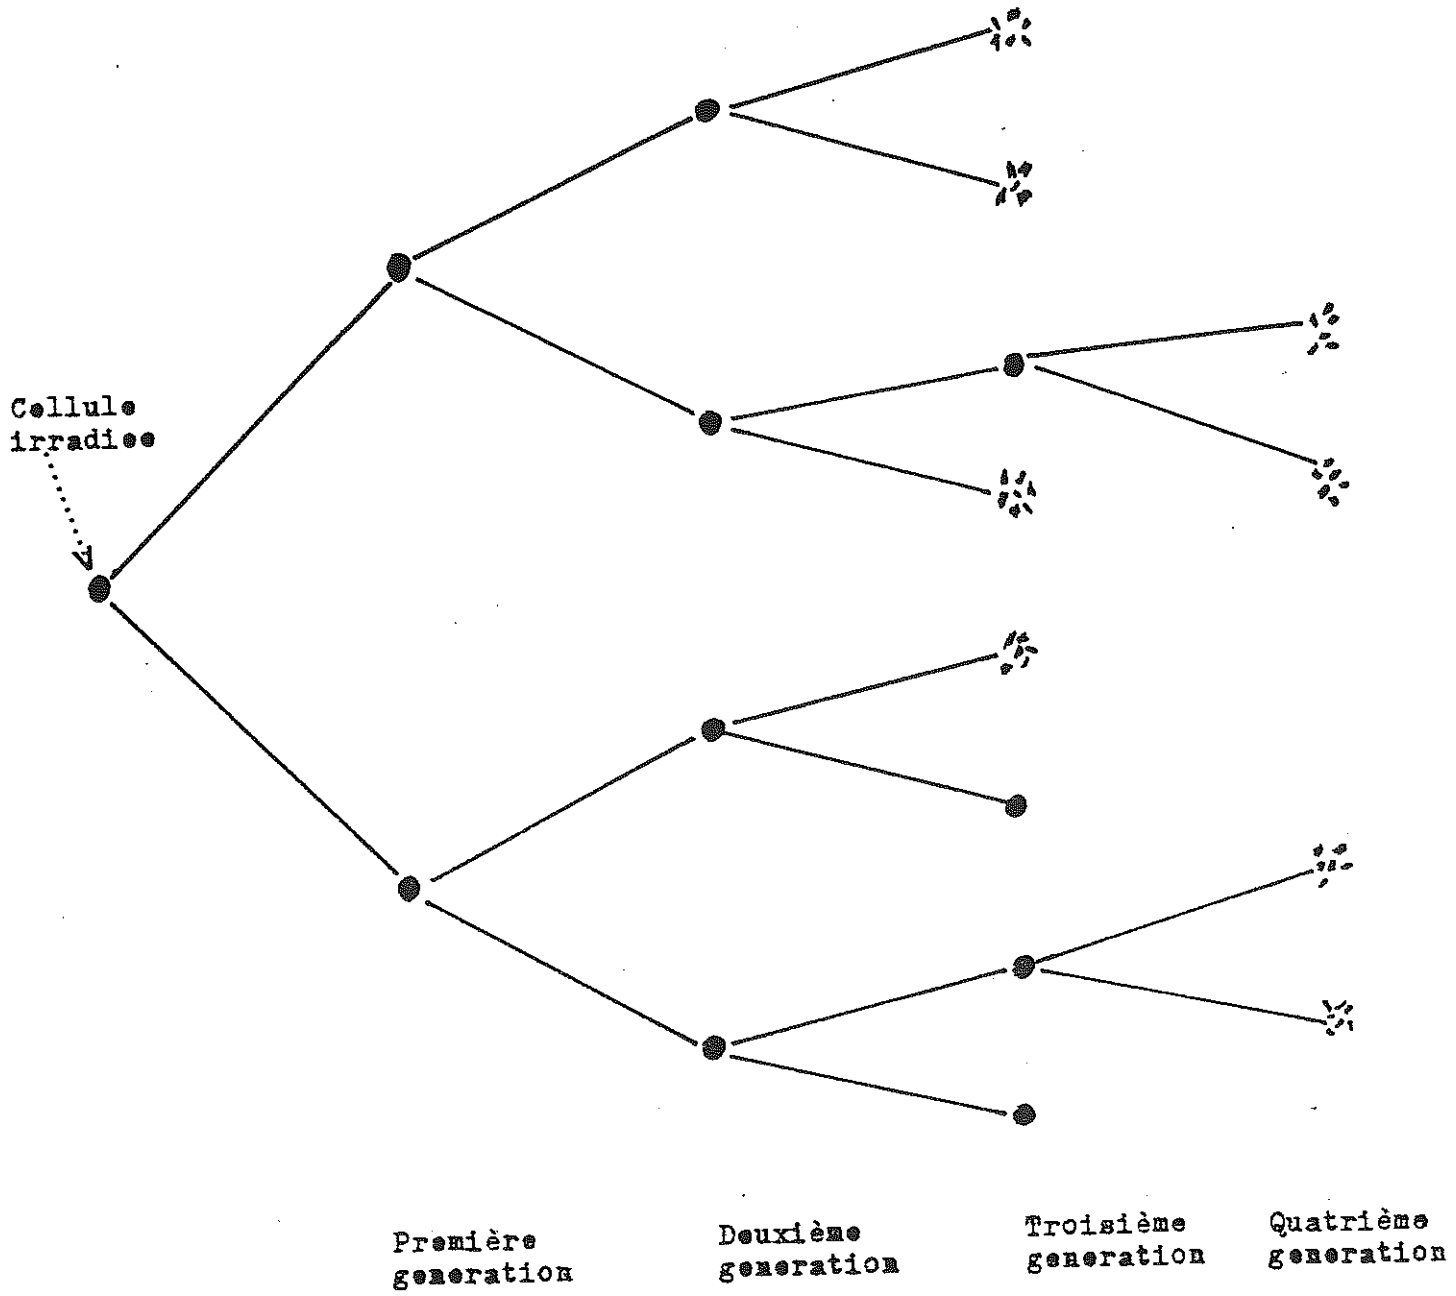 Cellule
irradiee
Première
generation
Deuxième
generation
Troisième
generation
Quatrième
generation